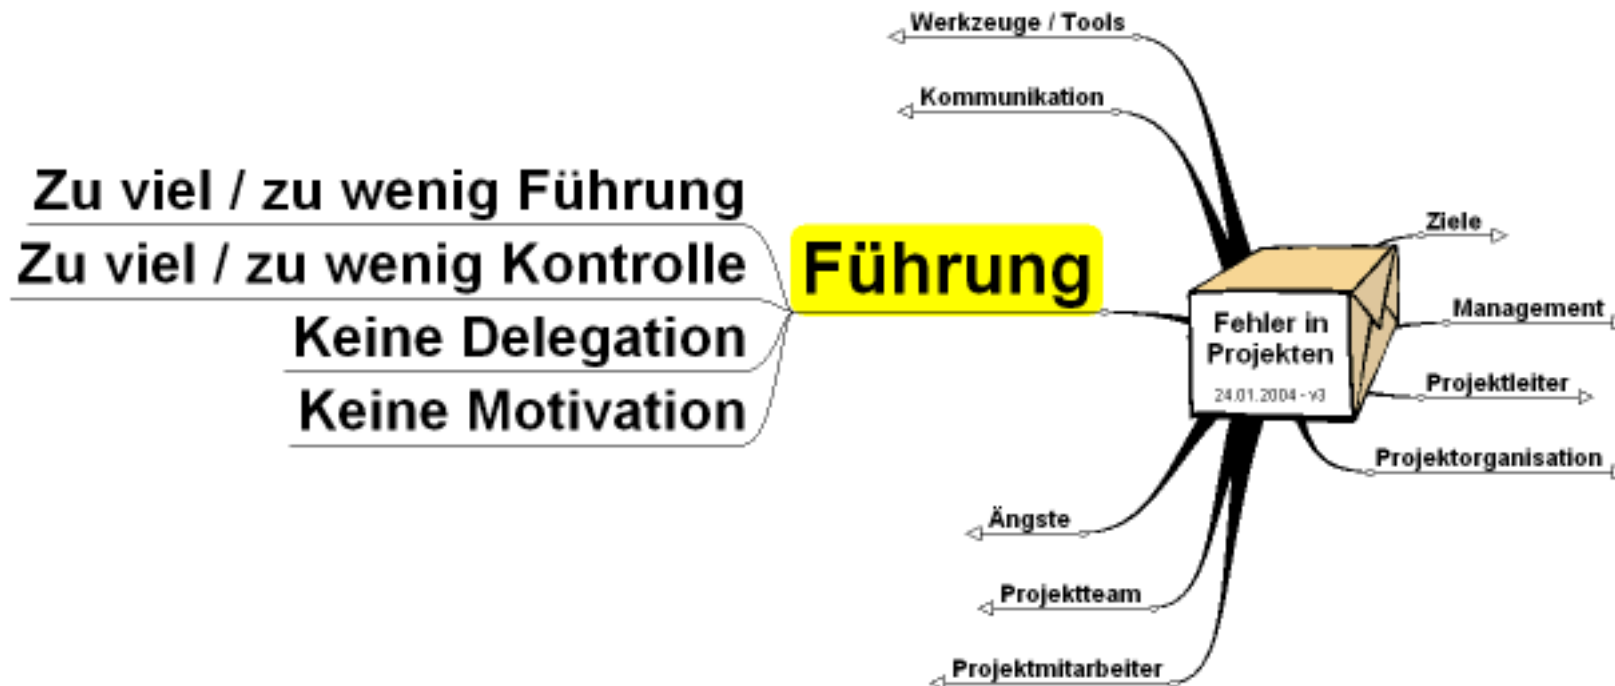 Werkzeuge / Tools
Kommunikation
Führung
Zu viel / zu wenig Führung
Zu viel / zu wenig Kontrolle
Keine Delegation
Keine Motivation
Ängste
Projektteam
Projektmitarbeiter
Fehler in
Projekten
24.01.2004 - v3
Ziele
Management
Projektleiter
Projektorganisation